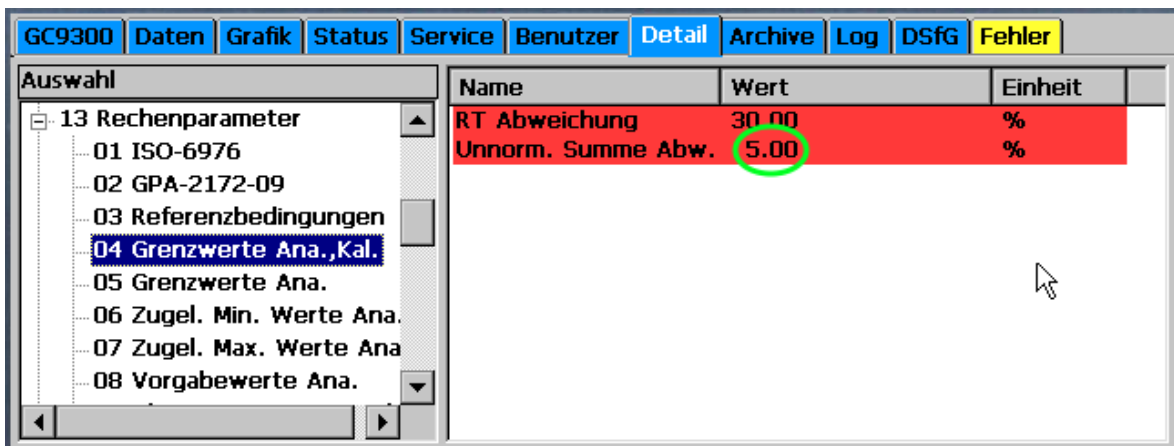 GC9300 Daten Grafik Status Service Benutzer Detail Archive Log DSfG Fehler
Auswahl
13 Rechenparameter
01 ISO-6976
02 GPA-2172-09
03 Referenzbedingungen
04 Grenzwerte Ana.,Kal.
05 Grenzwerte Ana.
06 Zugel. Min. Werte Ana.
07 Zugel. Max. Werte Ana
08 Vorgabewerte Ana.
Name Wert Einheit
RT Abweichung 30.00 %
Unnorm. Summe Abw. 5.00 %